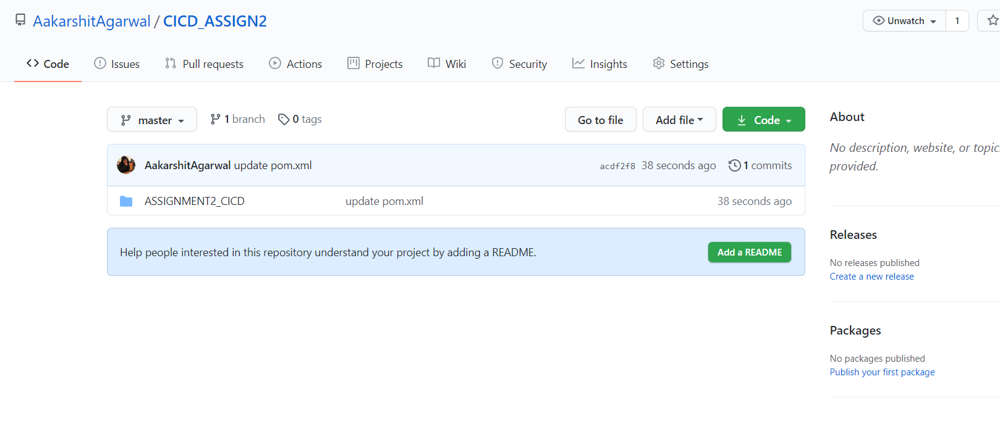 AakarshitAgarwal / CICD_ASSIGN2
Unwatch 1
Code Issues Pull requests Actions Projects Wiki Security Insights Settings
master 1 branch 0 tags Go to file Add file Code
AakarshitAgarwal update pom.xml acdf2f8 38 seconds ago 1 commits
ASSIGNMENT2_CICD update pom.xml 38 seconds ago
Help people interested in this repository understand your project by adding a README. Add a README
About
No description, website, or topic
provided.
Releases
No releases published
Create a new release
Packages
No packages published
Publish your first package